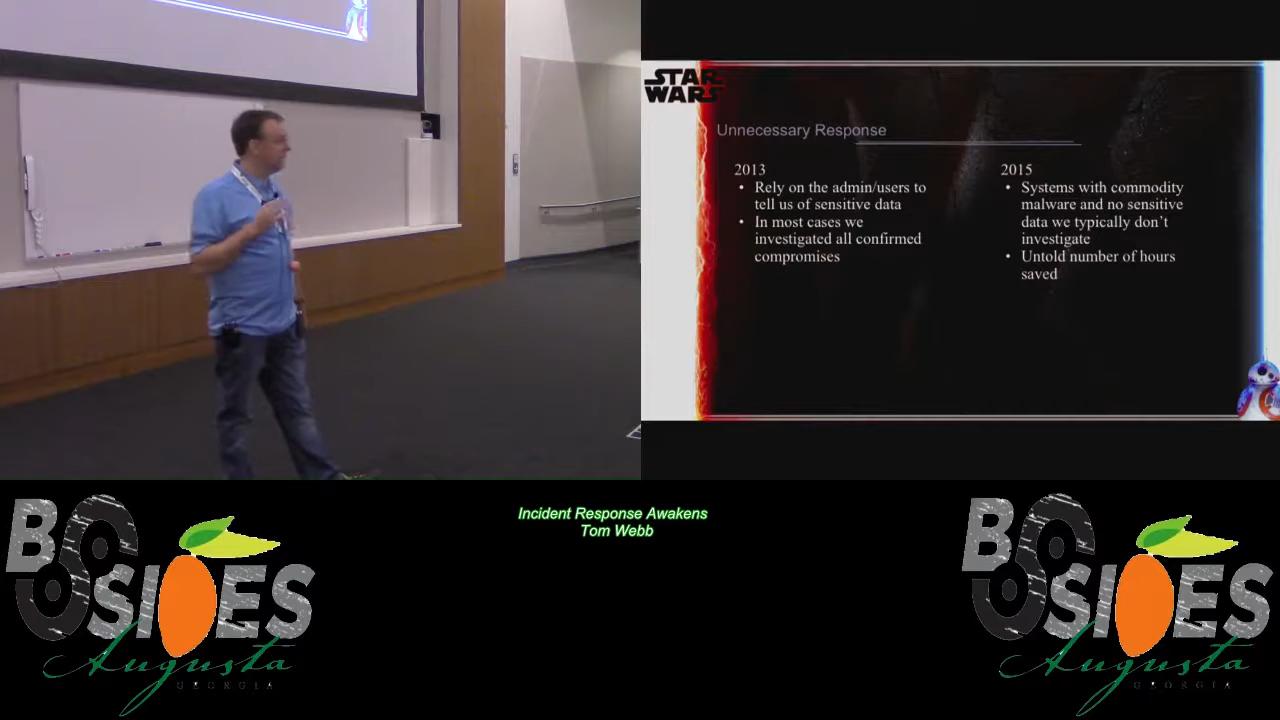 STAR
WARS
Unnecessary Response
2013
• Rely on the admin/users to
tell us of sensitive data
• In most cases we
investigated all confirmed
compromises
2015
• Systems with commodity
malware and no sensitive
data we typically don't
investigate
• Untold number of hours
saved
Incident Response Awakens
Tom Webb
BSIDES
Augusta
GEORGIA
BSIDES
Augusta
GEORGIA